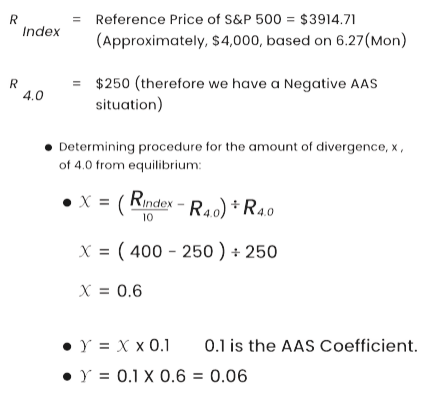 R Index = Reference Price of S&P 500 = $3914.71
(Approximately, $4,000, based on 6.27(Mon)
R 4.0 = $250 (therefore we have a Negative AAS
situation)
● Determining procedure for the amount of divergence, x ,
of 4.0 from equilibrium:
● X = ( R Index / 10 - R 4.0 ) ÷ R 4.0
X = ( 400 - 250 ) ÷ 250
X = 0.6
● Y = X x 0.1 0.1 is the AAS Coefficient.
● Y = 0.1 X 0.6 = 0.06